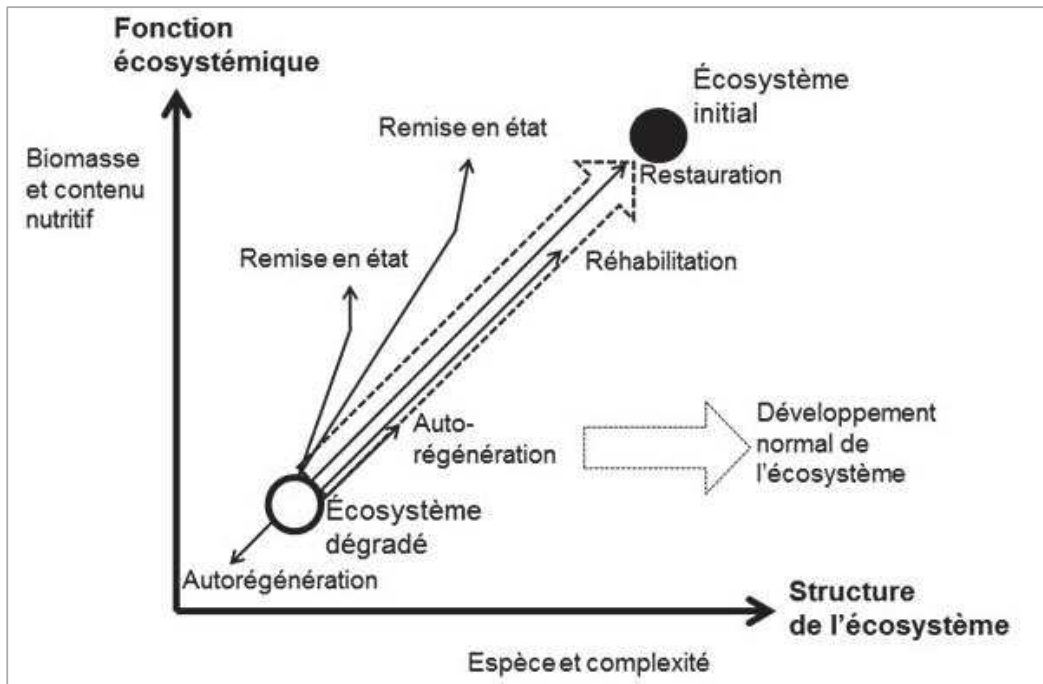 Fonction
écosystémique
Biomasse
et contenu
nutritif
Remise en état
Écosystème
initial
Restauration
Remise en état
Réhabilitation
Auto-
régénération
Développement
normal de
l'écosystème
Écosystème
dégradé
Autorégénération
Structure
de l'écosystème
Espèce et complexité